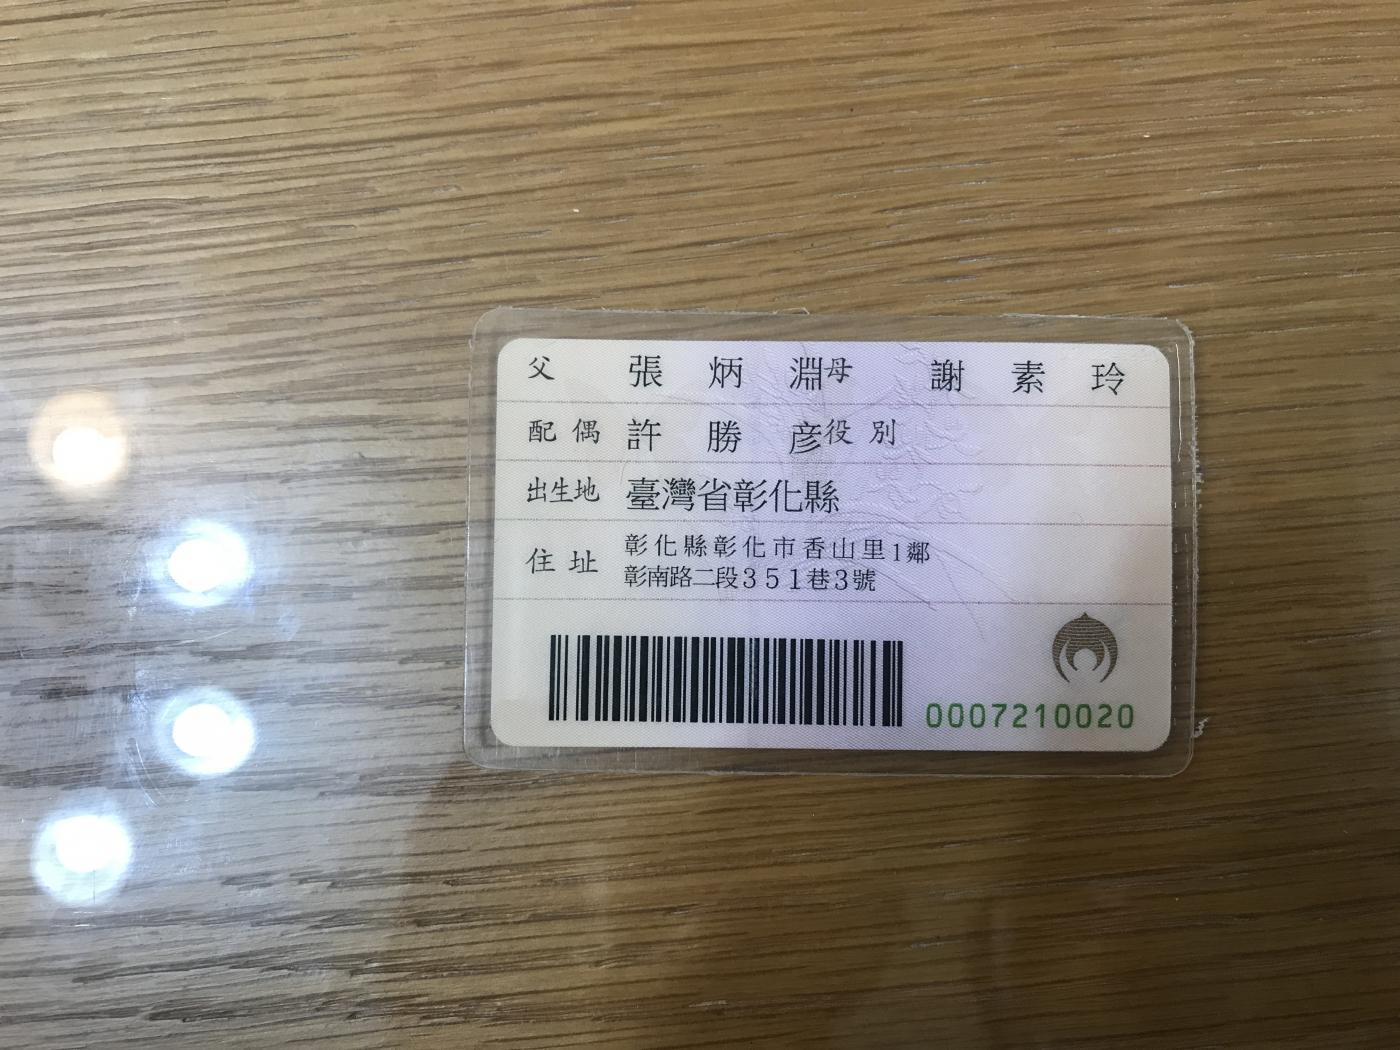 父 張炳淵 母 謝素玲
配偶 許勝彥 役別
出生地 臺灣省彰化縣
住址 彰化縣彰化市香山里1鄰
彰南路二段351巷3號
0007210020